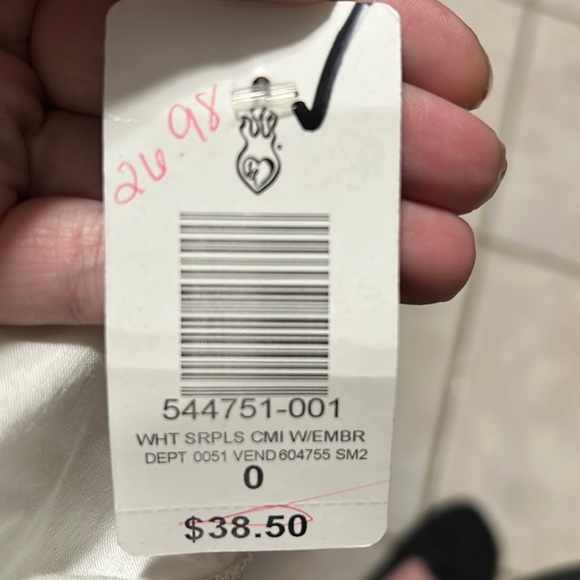 26.98
544751-001
WHT SRPLS CMI W/EMBR
DEPT 0051 VEND 604755 SM2
0
$38.50